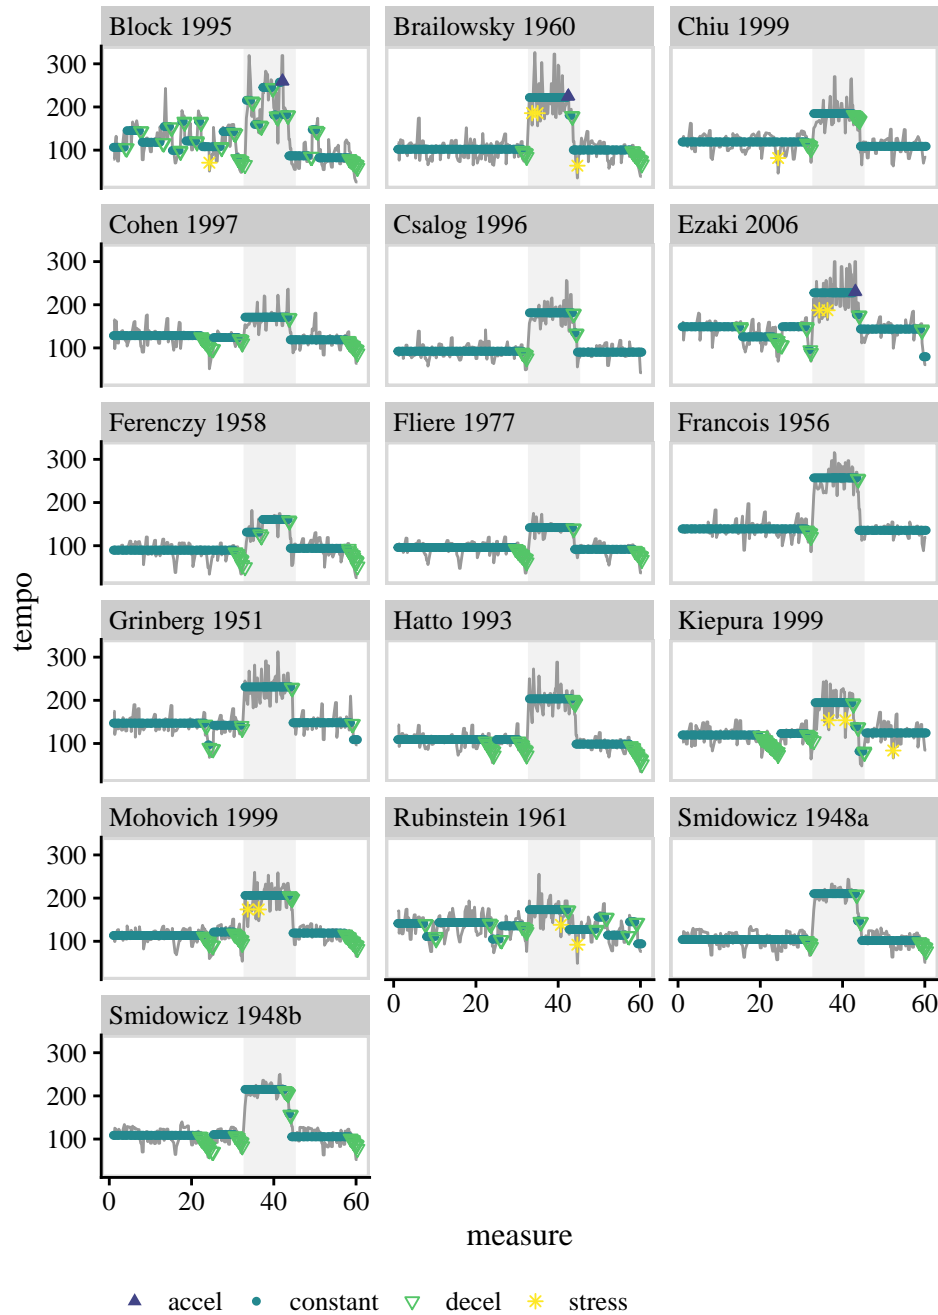 Block 1995
Brailowsky 1960
Chiu 1999
300
200
100
Cohen 1997
Csalog 1996
Ezaki 2006
300
200
100
Ferenczy 1958
Fliere 1977
Francois 1956
300
200
100
tempo
Grinberg 1951
Hatto 1993
Kiepura 1999
300
200
100
Mohovich 1999
Rubinstein 1961
Smidowicz 1948a
300
200
100
0 20 40 60
0 20 40 60
Smidowicz 1948b
300
200
100
0 20 40 60
measure
accel constant decel stress